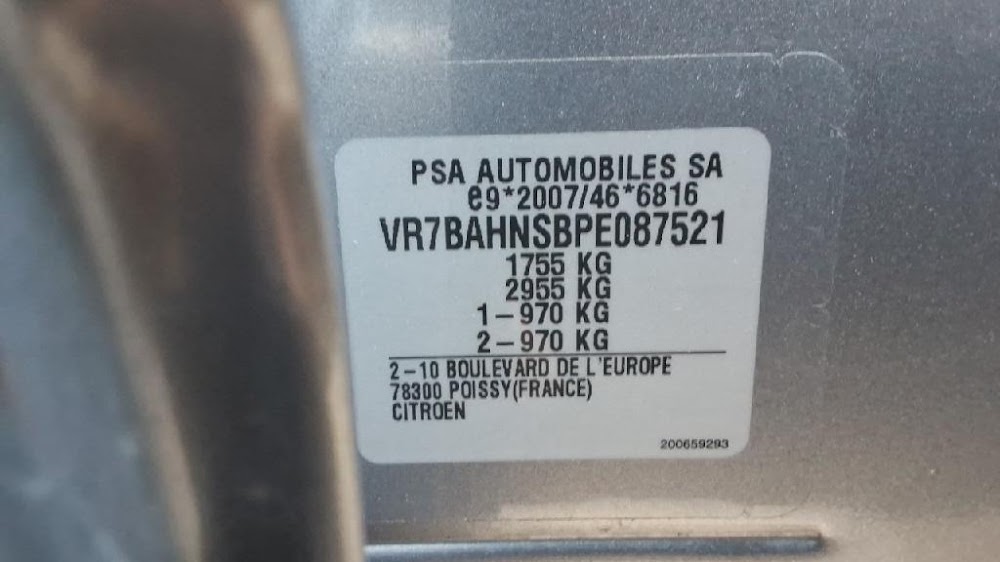 PSA AUTOMOBILES SA
e9*2007/46*6816
VR7BAHNSBPE087521
1755 KG
2955 KG
1-970 KG
2-970 KG
2-10 BOULEVARD DE L'EUROPE
78300 POISSY(FRANCE)
CITROEN
200659293